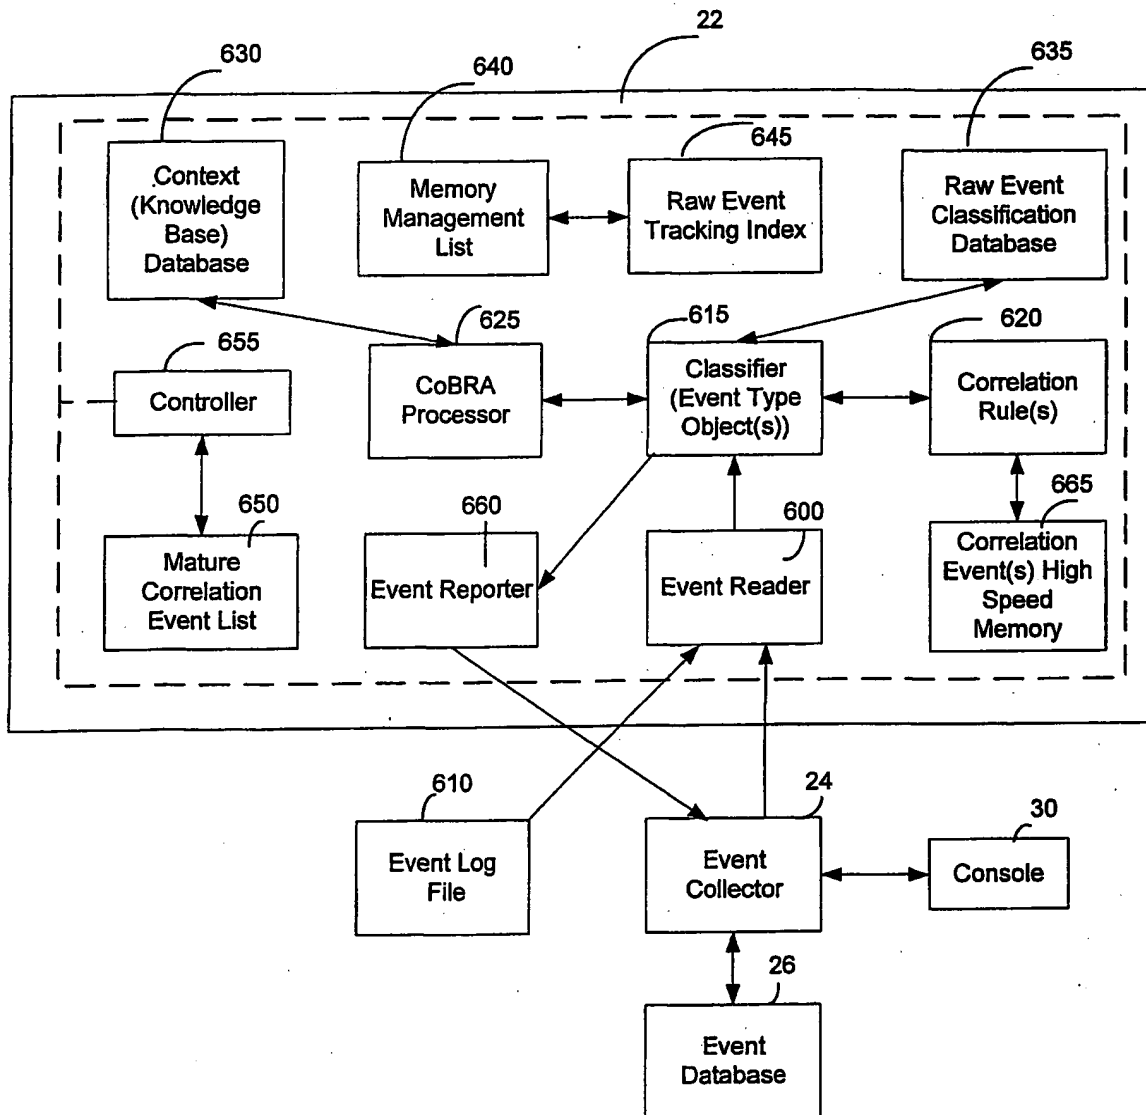 22
630
640
645
635
Context
(Knowledge
Base)
Database
Memory
Management
List
Raw Event
Tracking Index
Raw Event
Classification
Database
655
625
615
620
Controller
CoBRA
Processor
Classifier
(Event Type
Object(s))
Correlation
Rule(s)
650
660
600
665
Mature
Correlation
Event List
Event Reporter
Event Reader
Correlation
Event(s) High
Speed
Memory
610
24
30
Event Log
File
Event
Collector
Console
26
Event
Database